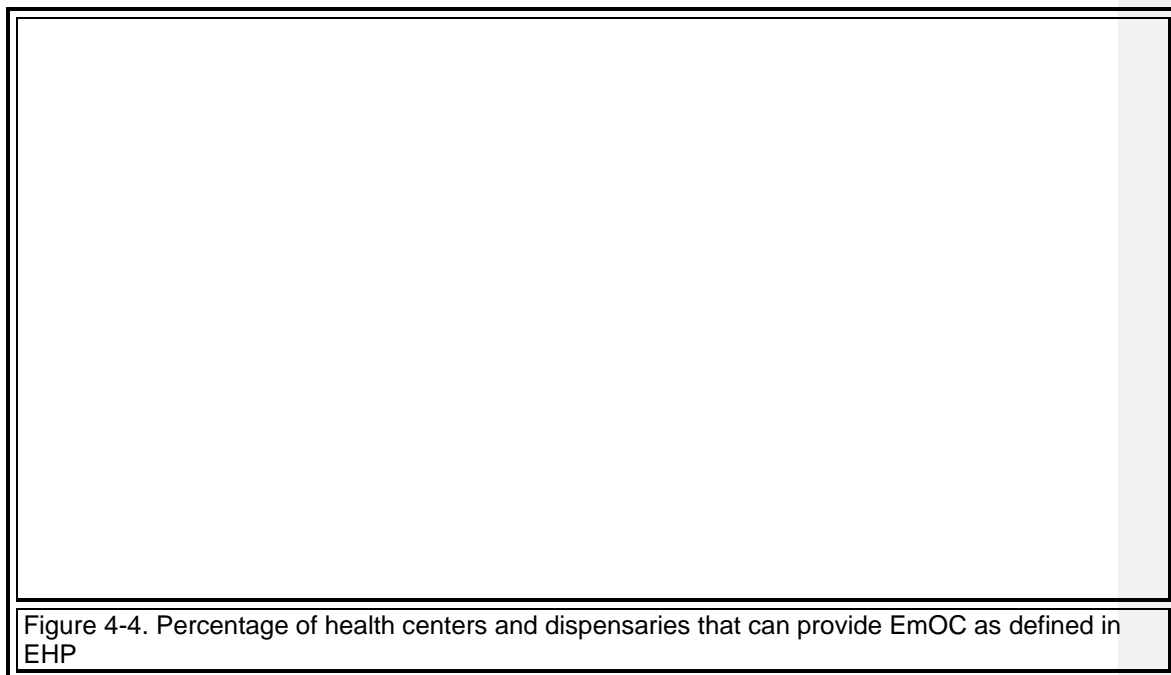 Figure 4-4. Percentage of health centers and dispensaries that can provide EmOC as defined in
EHP